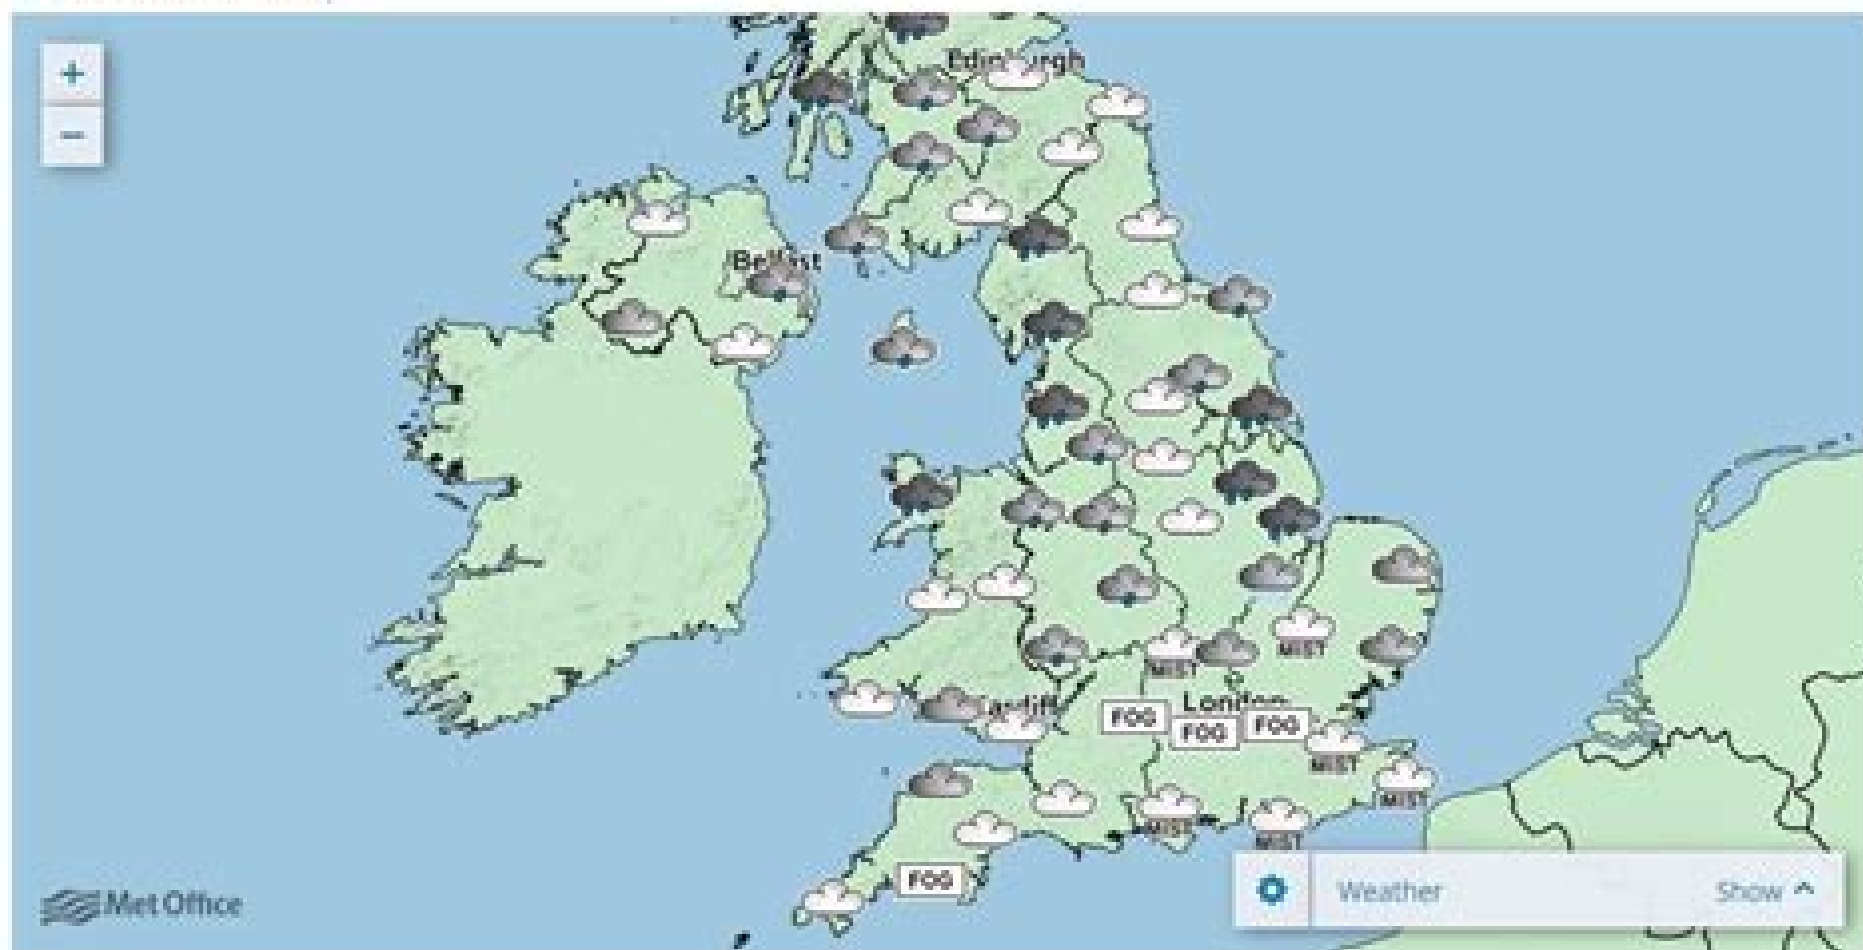 +
Edinburgh
−
Belfast
MIST
MIST
Cardiff
London
FOG
FOG
FOG
MIST
MIST
MIST
MIST
FOG
Met Office
Weather
Show